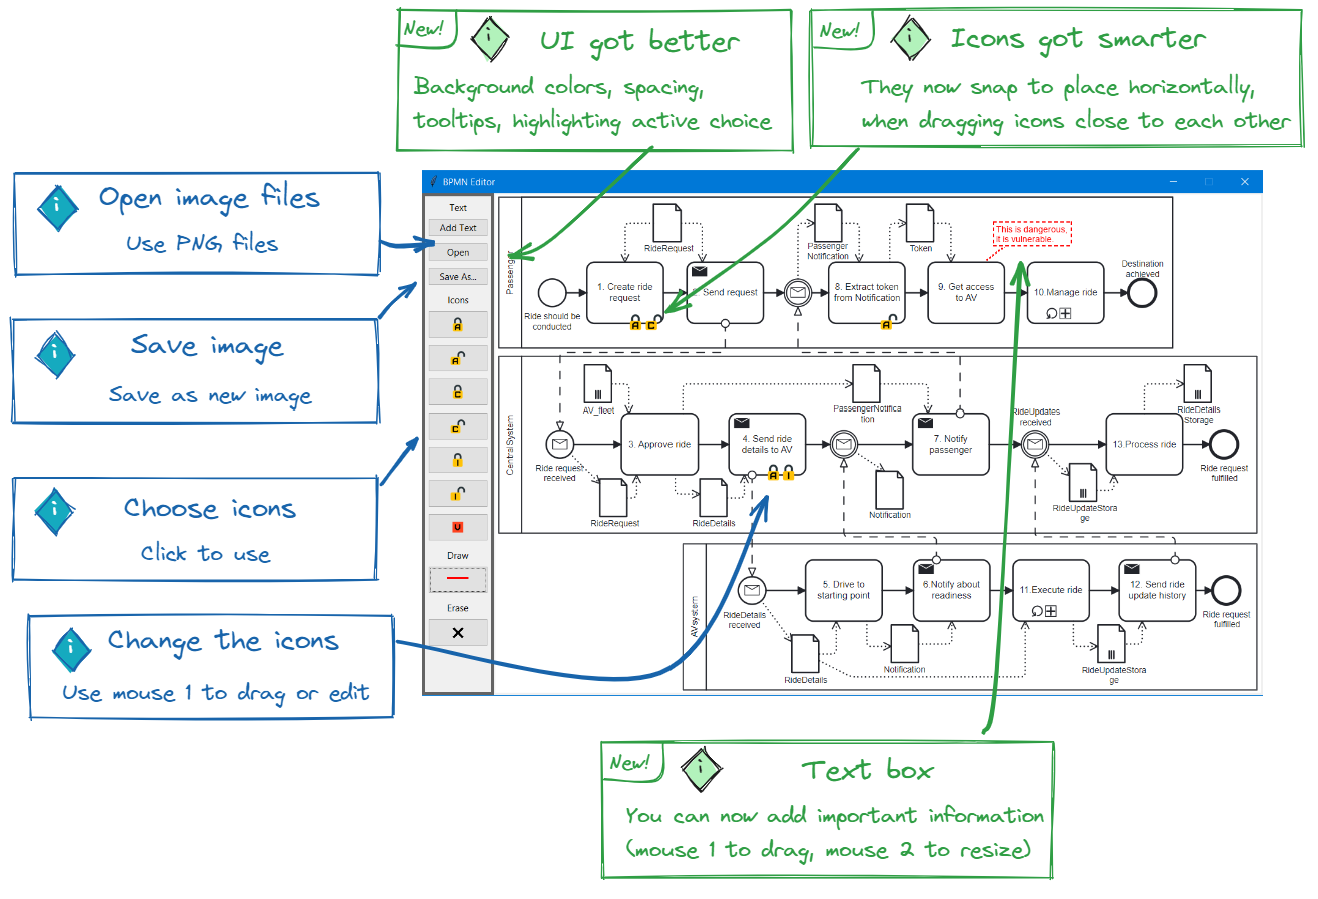 New!
UI got better
Background colors, spacing,
tooltips, highlighting active choice
New!
Icons got smarter
They now snap to place horizontally,
when dragging icons close to each other
Open image files
Use PNG files
Save image
Save as new image
Choose icons
Click to use
Change the icons
Use mouse 1 to drag or edit
BPMN Editor
Text
Add Text
Open
Save As...
Icons
A
A
C
C
I
I
U
Draw
Erase
Passenger
RideRequest
Passenger
Notification
Token
This is dangerous,
it is vulnerable.
Destination
achieved
Ride should be
conducted
1. Create ride
request
A C
Send request
8. Extract token
from Notification
A
9. Get access
to AV
10.Manage ride
CentralSystem
AV_fleet
PassengerNotifica
tion
RideUpdates
received
RideDetails
Storage
Ride request
received
3. Approve ride
4. Send ride
details to AV
A I
7. Notify
passenger
13.Process ride
Ride request
fulfilled
RideRequest
RideDetails
Notification
RideUpdateStora
ge
AVsystem
RideDetails
received
5. Drive to
starting point
6.Notify about
readiness
11.Execute ride
12. Send ride
update history
Ride request
fulfilled
RideDetails
Notification
RideUpdateStora
ge
New!
Text box
You can now add important information
(mouse 1 to drag, mouse 2 to resize)